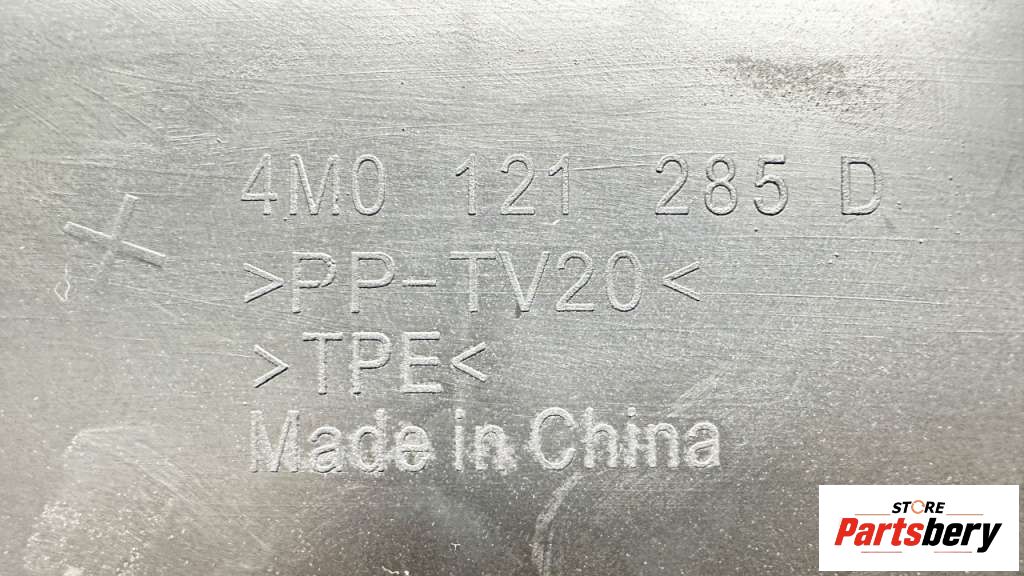 4M0 121 285 D
>PP-TV20<
>TPE<
Made in China
STORE
Partsbery